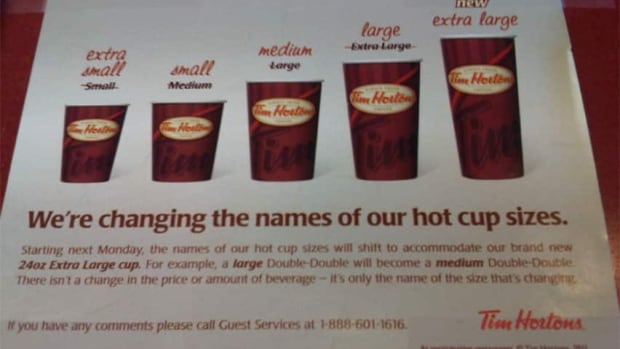 new
extra large
large
Extra Large
medium
Large
extra
small
Small
small
Medium
Tim Hortons
Tim Hortons
Tim Hortons
Tim Hortons
Tim Hortons
Tim
Tim
Tim
Tim
Tim
We're changing the names of our hot cup sizes.
Starting next Monday, the names of our hot cup sizes will shift to accommodate our brand new
24oz Extra Large cup. For example, a large Double-Double will become a medium Double-Double.
There isn't a change in the price or amount of beverage – it's only the name of the size that's changing.
If you have any comments please call Guest Services at 1-888-601-1616.
Tim Hortons